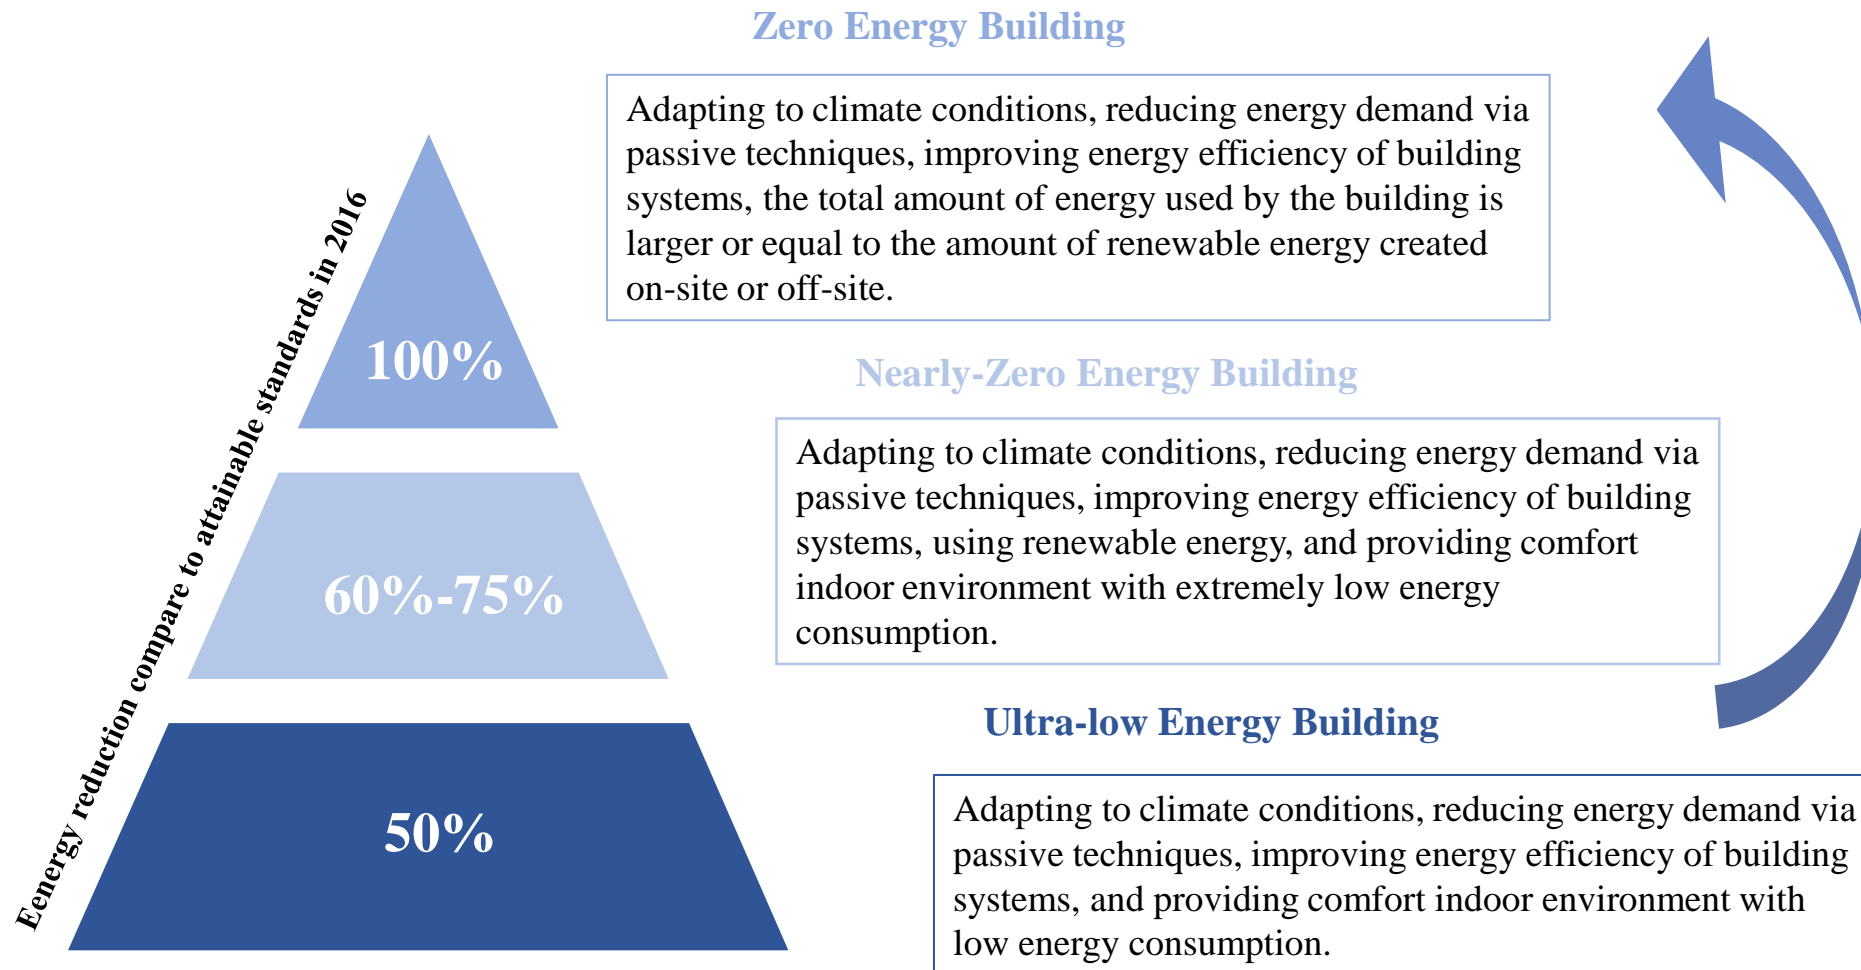 Zero Energy Building
Adapting to climate conditions, reducing energy demand via
passive techniques, improving energy efficiency of building
systems, the total amount of energy used by the building is
larger or equal to the amount of renewable energy created
on-site or off-site.
Eenergy reduction compare to attainable standards in 2016
100%
Nearly-Zero Energy Building
Adapting to climate conditions, reducing energy demand via
passive techniques, improving energy efficiency of building
systems, using renewable energy, and providing comfort
indoor environment with extremely low energy
consumption.
60%-75%
Ultra-low Energy Building
Adapting to climate conditions, reducing energy demand via
passive techniques, improving energy efficiency of building
systems, and providing comfort indoor environment with
low energy consumption.
50%